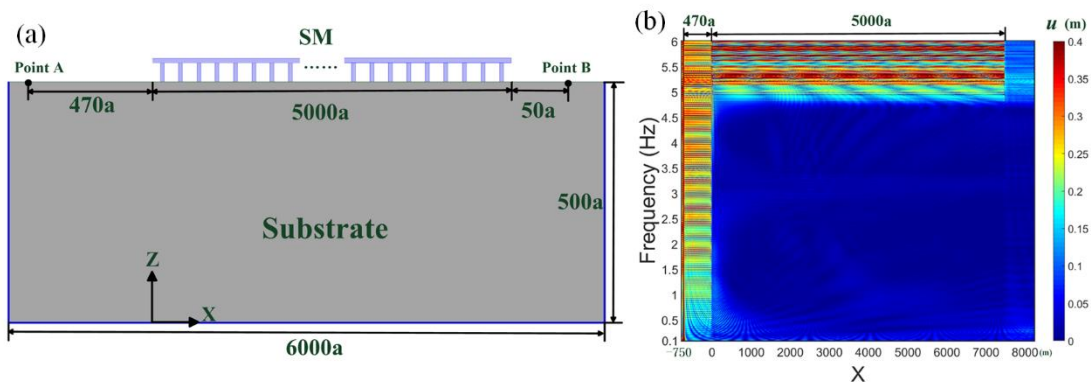 (a)
SM
Point A
Point B
470a
5000a
50a
500a
Substrate
Z
X
6000a
(b)
470a
5000a
u (m)
6
5.5
5
4.5
4
3.5
3
2.5
2
1.5
1
0.5
0.1
Frequency (Hz)
-750 0 1000 2000 3000 4000 5000 6000 7000 8000 (m)
X
0.4
0.35
0.3
0.25
0.2
0.15
0.1
0.05
0